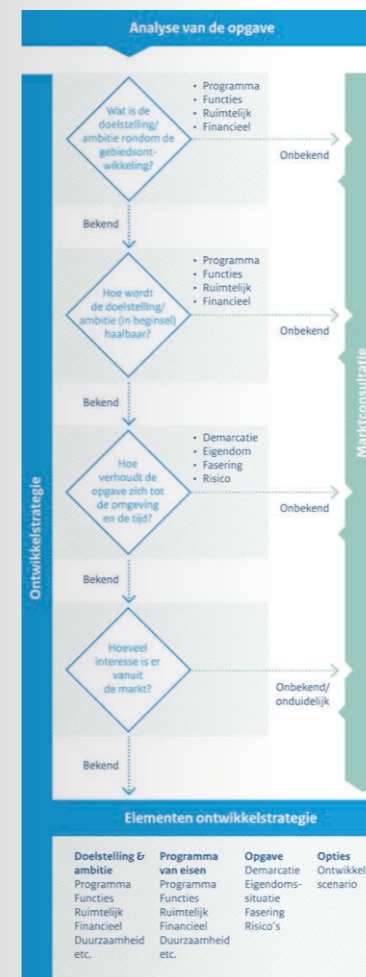 Analyse van de opgave
Ontwikkelstrategie
Marktconsultatie
Wat is de
doelstelling/
ambitie rondom de
gebiedsont-
wikkeling?
• Programma
• Functies
• Ruimtelijk
• Financieel
Onbekend
Bekend
Hoe wordt
de doelstelling/
ambitie (in beginsel)
haalbaar?
• Programma
• Functies
• Ruimtelijk
• Financieel
Onbekend
Bekend
Hoe
verhoudt de
opgave zich tot
de omgeving
en de tijd?
• Demarcatie
• Eigendom
• Fasering
• Risico
Onbekend
Bekend
Hoeveel
interesse is er
vanuit
de markt?
Onbekend/
onduidelijk
Bekend
Elementen ontwikkelstrategie
Doelstelling &
ambitie
Programma
Functies
Ruimtelijk
Financieel
Duurzaamheid
etc.
Programma
van eisen
Programma
Functies
Ruimtelijk
Financieel
Duurzaamheid
etc.
Opgave
Demarcatie
Eigendoms-
situatie
Fasering
Risico's
Opties
Ontwikkel
scenario